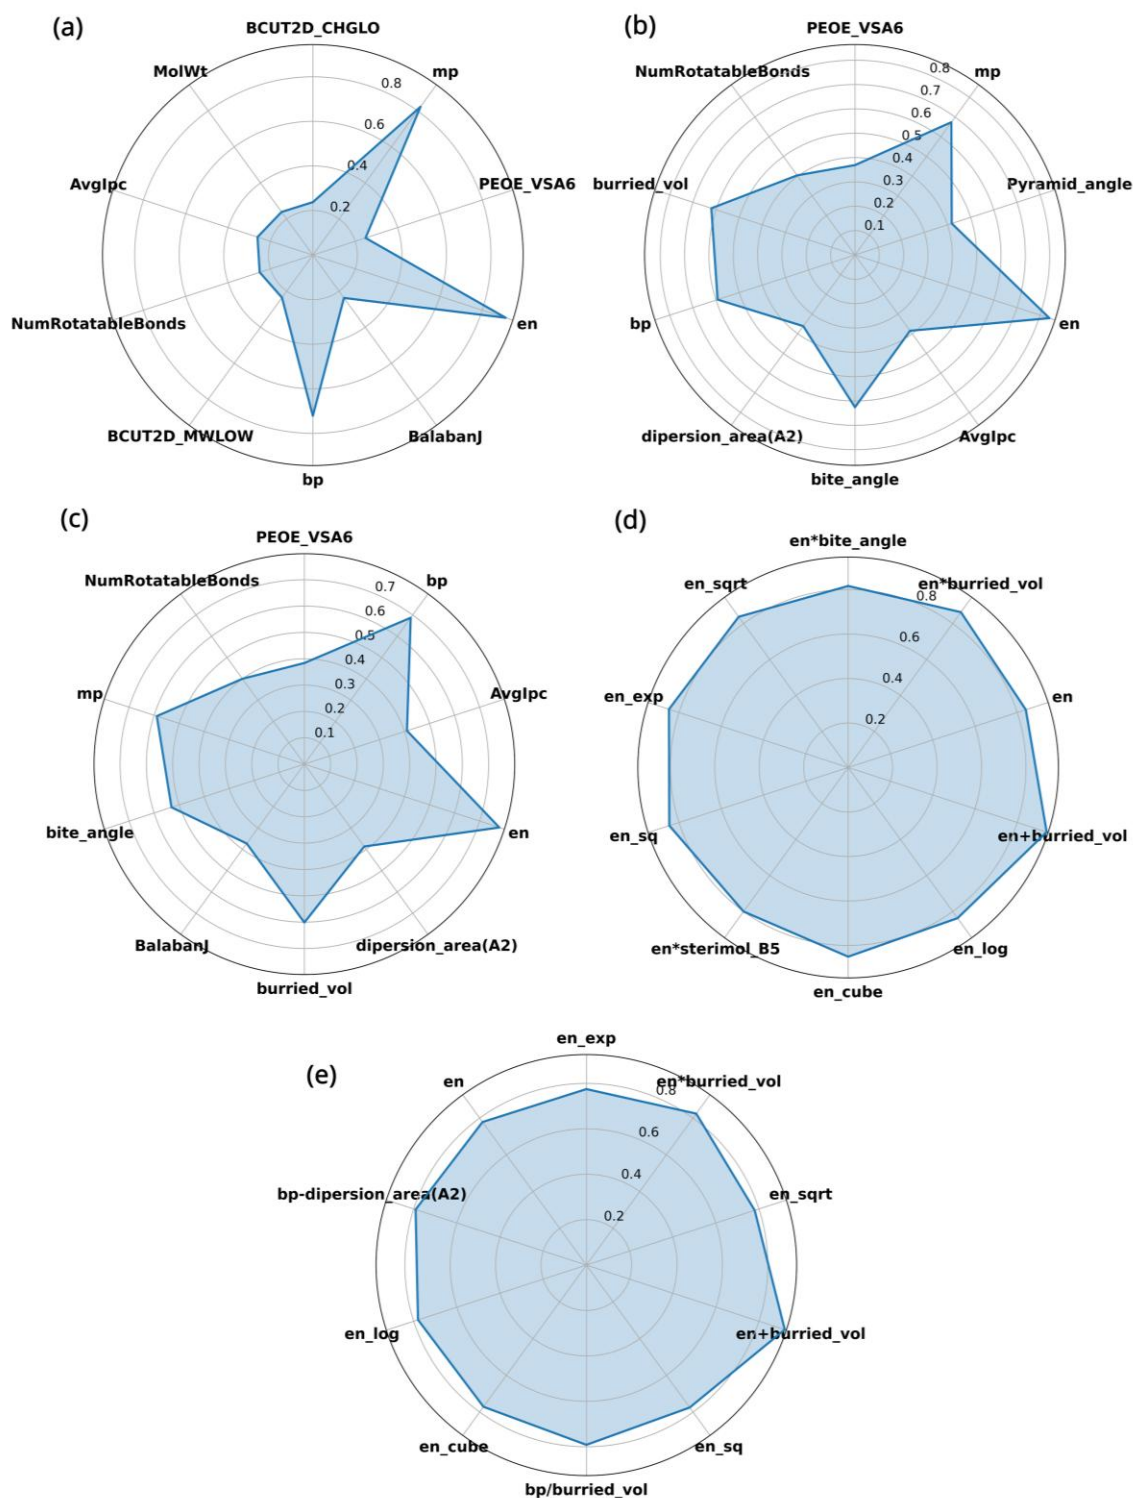 (a)
BCUT2D_CHGLO
mp
PEOE_VSA6
en
BalabanJ
bp
BCUT2D_MWLOW
NumRotatableBonds
AvgIpc
MolWt
0.2
0.4
0.6
0.8
(b)
PEOE_VSA6
mp
Pyramid_angle
en
AvgIpc
bite_angle
dipersion_area(A2)
bp
burried_vol
NumRotatableBonds
0.1
0.2
0.3
0.4
0.5
0.6
0.7
0.8
(c)
PEOE_VSA6
bp
AvgIpc
en
dipersion_area(A2)
burried_vol
BalabanJ
bite_angle
mp
NumRotatableBonds
0.1
0.2
0.3
0.4
0.5
0.6
0.7
(d)
en*bite_angle
en*burried_vol
en
en+burried_vol
en_log
en_cube
en*sterimol_B5
en_sq
en_exp
en_sqrt
0.2
0.4
0.6
0.8
(e)
en_exp
en*burried_vol
en_sqrt
en+burried_vol
en_sq
bp/burried_vol
en_cube
en_log
bp-dipersion_area(A2)
en
0.2
0.4
0.6
0.8